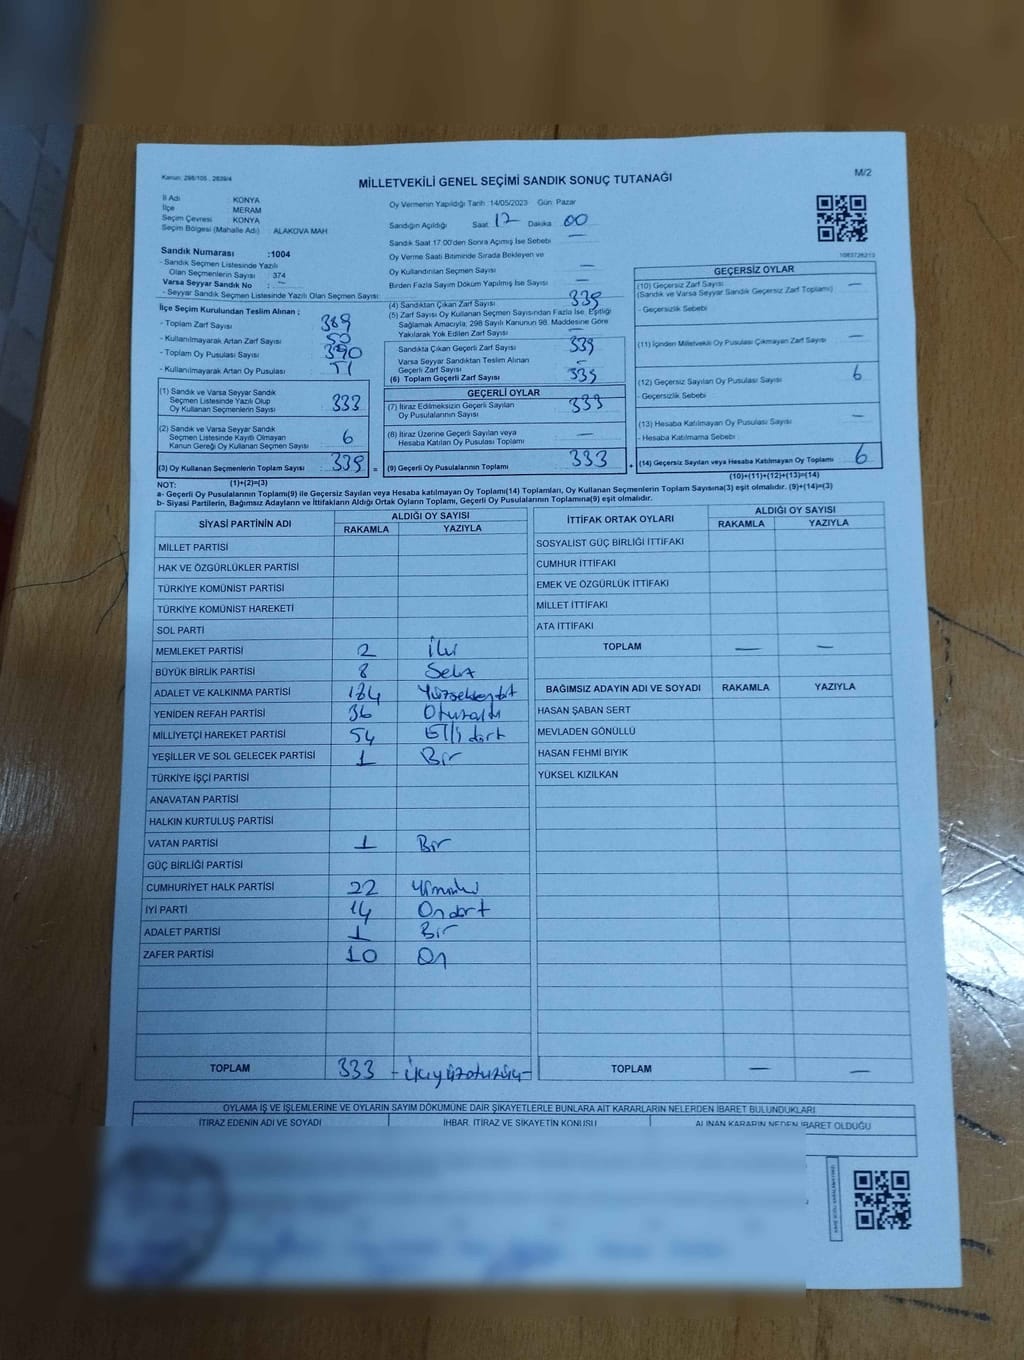 Kanun: 298/105 , 2839/4
M/2
MİLLETVEKİLİ GENEL SEÇİMİ SANDIK SONUÇ TUTANAĞI
İl Adı : KONYA
İlçe : MERAM
Seçim Çevresi : KONYA
Seçim Bölgesi (Mahalle Adı) : ALAKOVA MAH
Sandık Numarası :1004
- Sandık Seçmen Listesinde Yazılı
Olan Seçmenlerin Sayısı : 374
Varsa Seyyar Sandık No : —
- Seyyar Sandık Seçmen Listesinde Yazılı Olan Seçmen Sayısı:
Oy Vermenin Yapıldığı Tarih :14/05/2023 Gün: Pazar
Sandığın Açıldığı Saat 17 Dakika 00
Sandık Saat 17:00'den Sonra Açımış İse Sebebi —
Oy Verme Saati Bitiminde Sırada Bekleyen ve
Oy Kullandırılan Seçmen Sayısı —
Birden Fazla Sayım Döküm Yapılmış İse Sayısı —
İlçe Seçim Kurulundan Teslim Alınan ;
- Toplam Zarf Sayısı 389
- Kullanılmayarak Artan Zarf Sayısı 50
- Toplam Oy Pusulası Sayısı 390
- Kullanılmayarak Artan Oy Pusulası 51
(4) Sandıktan Çıkan Zarf Sayısı 339
(5) Zarf Sayısı Oy Kullanan Seçmen Sayısından Fazla İse, Eşitliği
Sağlamak Amacıyla, 298 Sayılı Kanunun 98. Maddesine Göre
Yakılarak Yok Edilen Zarf Sayısı —
Sandıkta Çıkan Geçerli Zarf Sayısı 339
Varsa Seyyar Sandıktan Teslim Alınan
Geçerli Zarf Sayısı —
(6) Toplam Geçerli Zarf Sayısı 339
GEÇERSİZ OYLAR
(10) Geçersiz Zarf Sayısı —
(Sandık ve Varsa Seyyar Sandık Geçersiz Zarf Toplamı)
- Geçersizlik Sebebi
(11) İçinden Milletvekili Oy Pusulası Çıkmayan Zarf Sayısı —
(12) Geçersiz Sayılan Oy Pusulası Sayısı 6
- Geçersizlik Sebebi
(13) Hesaba Katılmayan Oy Pusulası Sayısı —
- Hesaba Katılmama Sebebi
(14) Geçersiz Sayılan veya Hesaba Katılmayan Oy Toplamı 6
(10)+(11)+(12)+(13)=(14)
(1) Sandık ve Varsa Seyyar Sandık
Seçmen Listesinde Yazılı Olup
Oy Kullanan Seçmenlerin Sayısı 333
(2) Sandık ve Varsa Seyyar Sandık
Seçmen Listesinde Kayıtlı Olmayan
Kanun Gereği Oy Kullanan Seçmen Sayısı 6
(3) Oy Kullanan Seçmenlerin Toplam Sayısı 339 =
(1)+(2)=(3)
GEÇERLİ OYLAR
(7) İtiraz Edilmeksizin Geçerli Sayılan
Oy Pusulalarının Sayısı 333
(8) İtiraz Üzerine Geçerli Sayılan veya
Hesaba Katılan Oy Pusulası Toplamı —
(9) Geçerli Oy Pusulalarının Toplamı 333 +
NOT:
a- Geçerli Oy Pusulalarının Toplamı(9) ile Geçersiz Sayılan veya Hesaba katılmayan Oy Toplamı(14) Toplamları, Oy Kullanan Seçmenlerin Toplam Sayısına(3) eşit olmalıdır. (9)+(14)=(3)
b- Siyasi Partilerin, Bağımsız Adayların ve İttifakların Aldığı Ortak Oyların Toplamı, Geçerli Oy Pusulalarının Toplamına(9) eşit olmalıdır.
SİYASİ PARTİNİN ADI ALDIĞI OY SAYISI
RAKAMLA YAZIYLA
MİLLET PARTİSİ
HAK VE ÖZGÜRLÜKLER PARTİSİ
TÜRKİYE KOMÜNİST PARTİSİ
TÜRKİYE KOMÜNİST HAREKETİ
SOL PARTİ
MEMLEKET PARTİSİ 2 İki
BÜYÜK BİRLİK PARTİSİ 8 Sekiz
ADALET VE KALKINMA PARTİSİ 184 Yüzseksendört
YENİDEN REFAH PARTİSİ 36 Otuzaltı
MİLLİYETÇİ HAREKET PARTİSİ 54 Elli dört
YEŞİLLER VE SOL GELECEK PARTİSİ 1 Bir
TÜRKİYE İŞÇİ PARTİSİ
ANAVATAN PARTİSİ
HALKIN KURTULUŞ PARTİSİ
VATAN PARTİSİ 1 Bir
GÜÇ BİRLİĞİ PARTİSİ
CUMHURİYET HALK PARTİSİ 22 Yirmiiki
İYİ PARTİ 14 Ondört
ADALET PARTİSİ 1 Bir
ZAFER PARTİSİ 10 On
TOPLAM 333
İTTİFAK ORTAK OYLARI ALDIĞI OY SAYISI
RAKAMLA YAZIYLA
SOSYALİST GÜÇ BİRLİĞİ İTTİFAKI
CUMHUR İTTİFAKI
EMEK VE ÖZGÜRLÜK İTTİFAKI
MİLLET İTTİFAKI
ATA İTTİFAKI
TOPLAM — —
BAĞIMSIZ ADAYIN ADI VE SOYADI RAKAMLA YAZIYLA
HASAN ŞABAN SERT
MEVLADEN GÖNÜLLÜ
HASAN FEHMİ BIYIK
YÜKSEL KIZILKAN
TOPLAM — —
OYLAMA İŞ VE İŞLEMLERİNE VE OYLARIN SAYIM DÖKÜMÜNE DAİR ŞİKAYETLERLE BUNLARA AİT KARARLARIN NELERDEN İBARET BULUNDUKLARI
İTİRAZ EDENİN ADI VE SOYADI İHBAR, İTİRAZ VE ŞİKAYETİN KONUSU ALINAN KARARIN NEDEN İBARET OLDUĞU